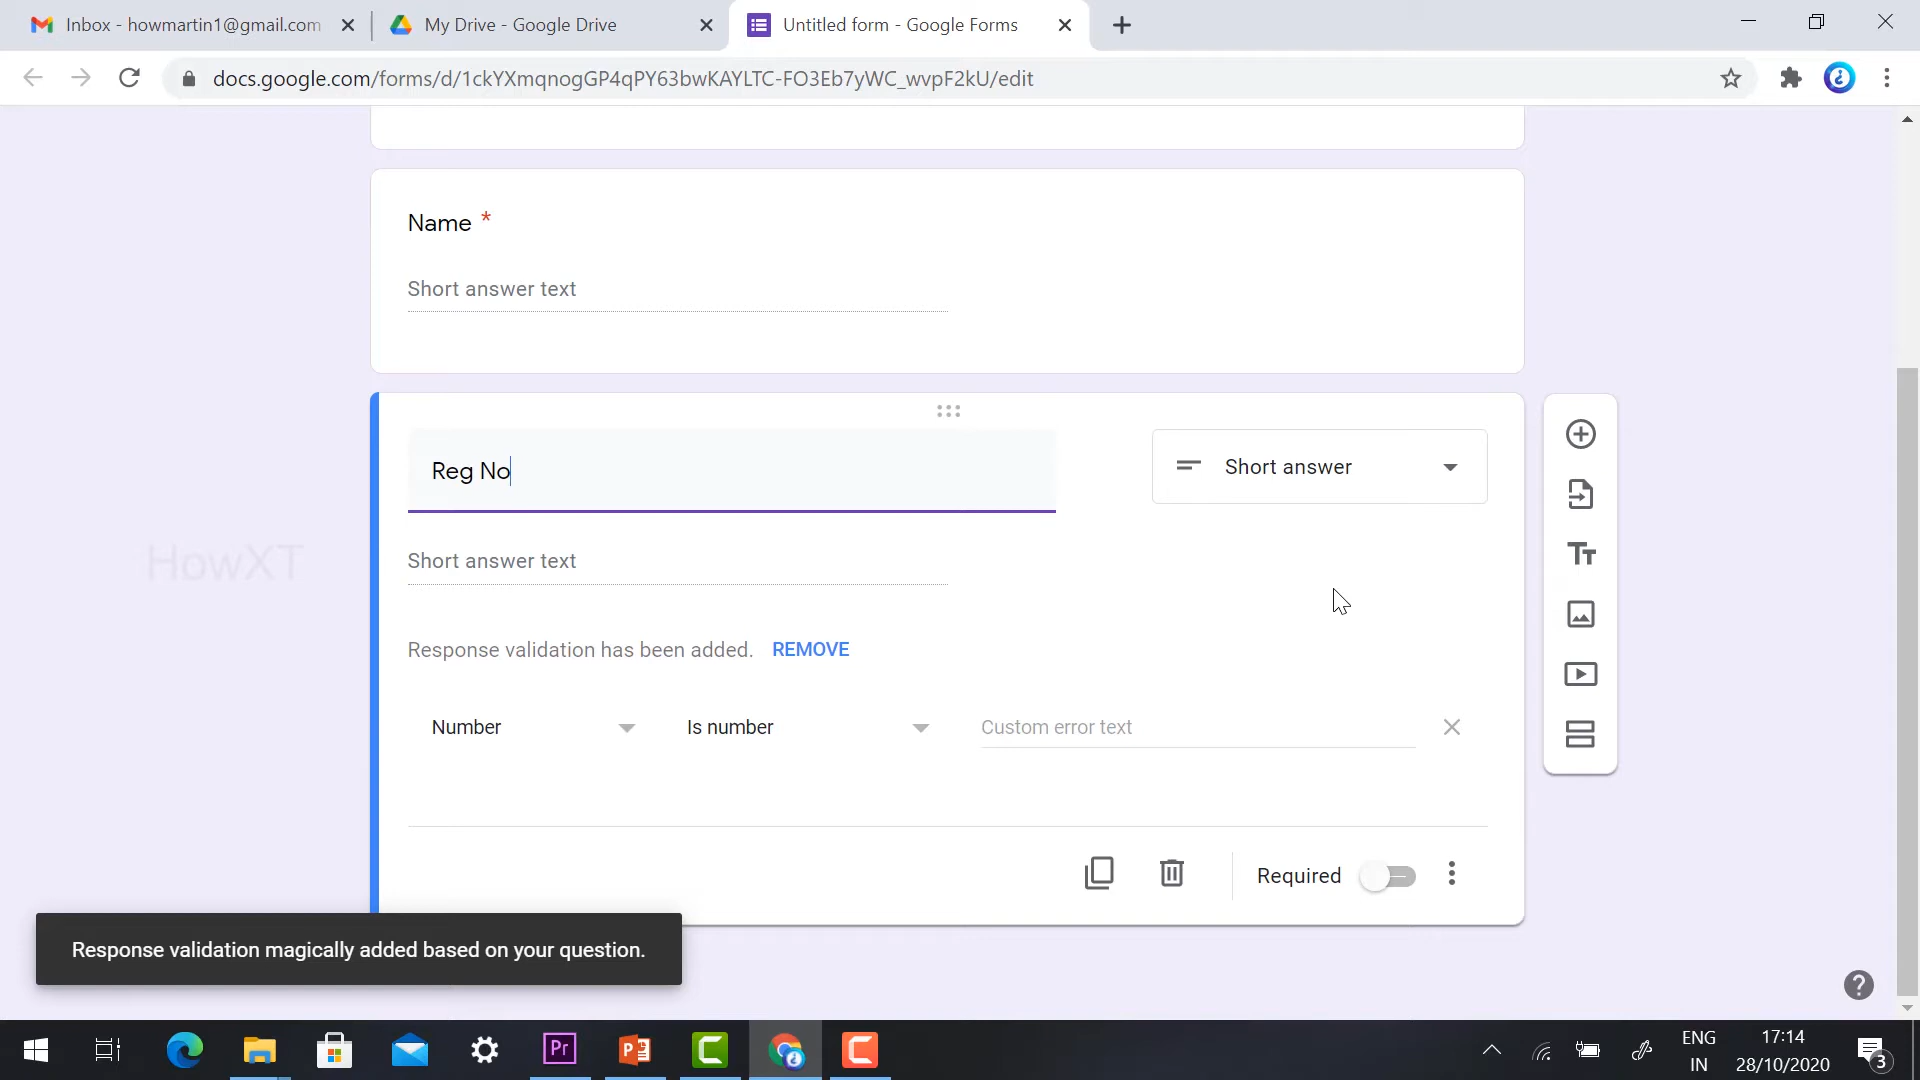 Inbox - howmartin1@gmail.com
My Drive - Google Drive
Untitled form - Google Forms
docs.google.com/forms/d/1ckYXmqnogGP4qPY63bwKAYLTC-FO3Eb7yWC_wvpF2kU/edit
Name *
Short answer text
Reg No
Short answer
Short answer text
HowXT
Response validation has been added. REMOVE
Number
Is number
Custom error text
Required
Response validation magically added based on your question.
Pr
ENG
IN
17:14
28/10/2020
3